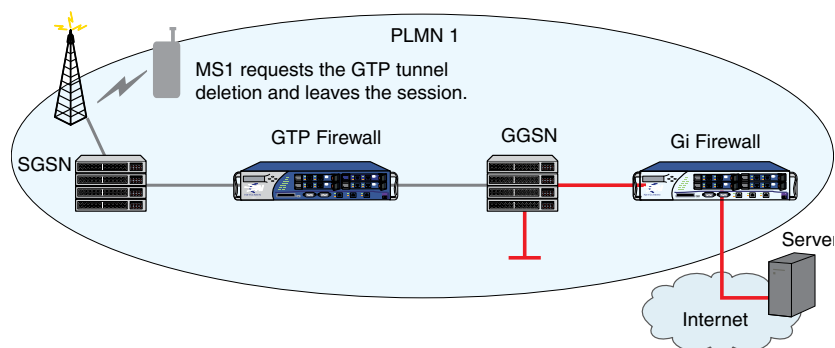 PLMN 1
MS1 requests the GTP tunnel
deletion and leaves the session.
SGSN
GTP Firewall
GGSN
Gi Firewall
Server
Internet